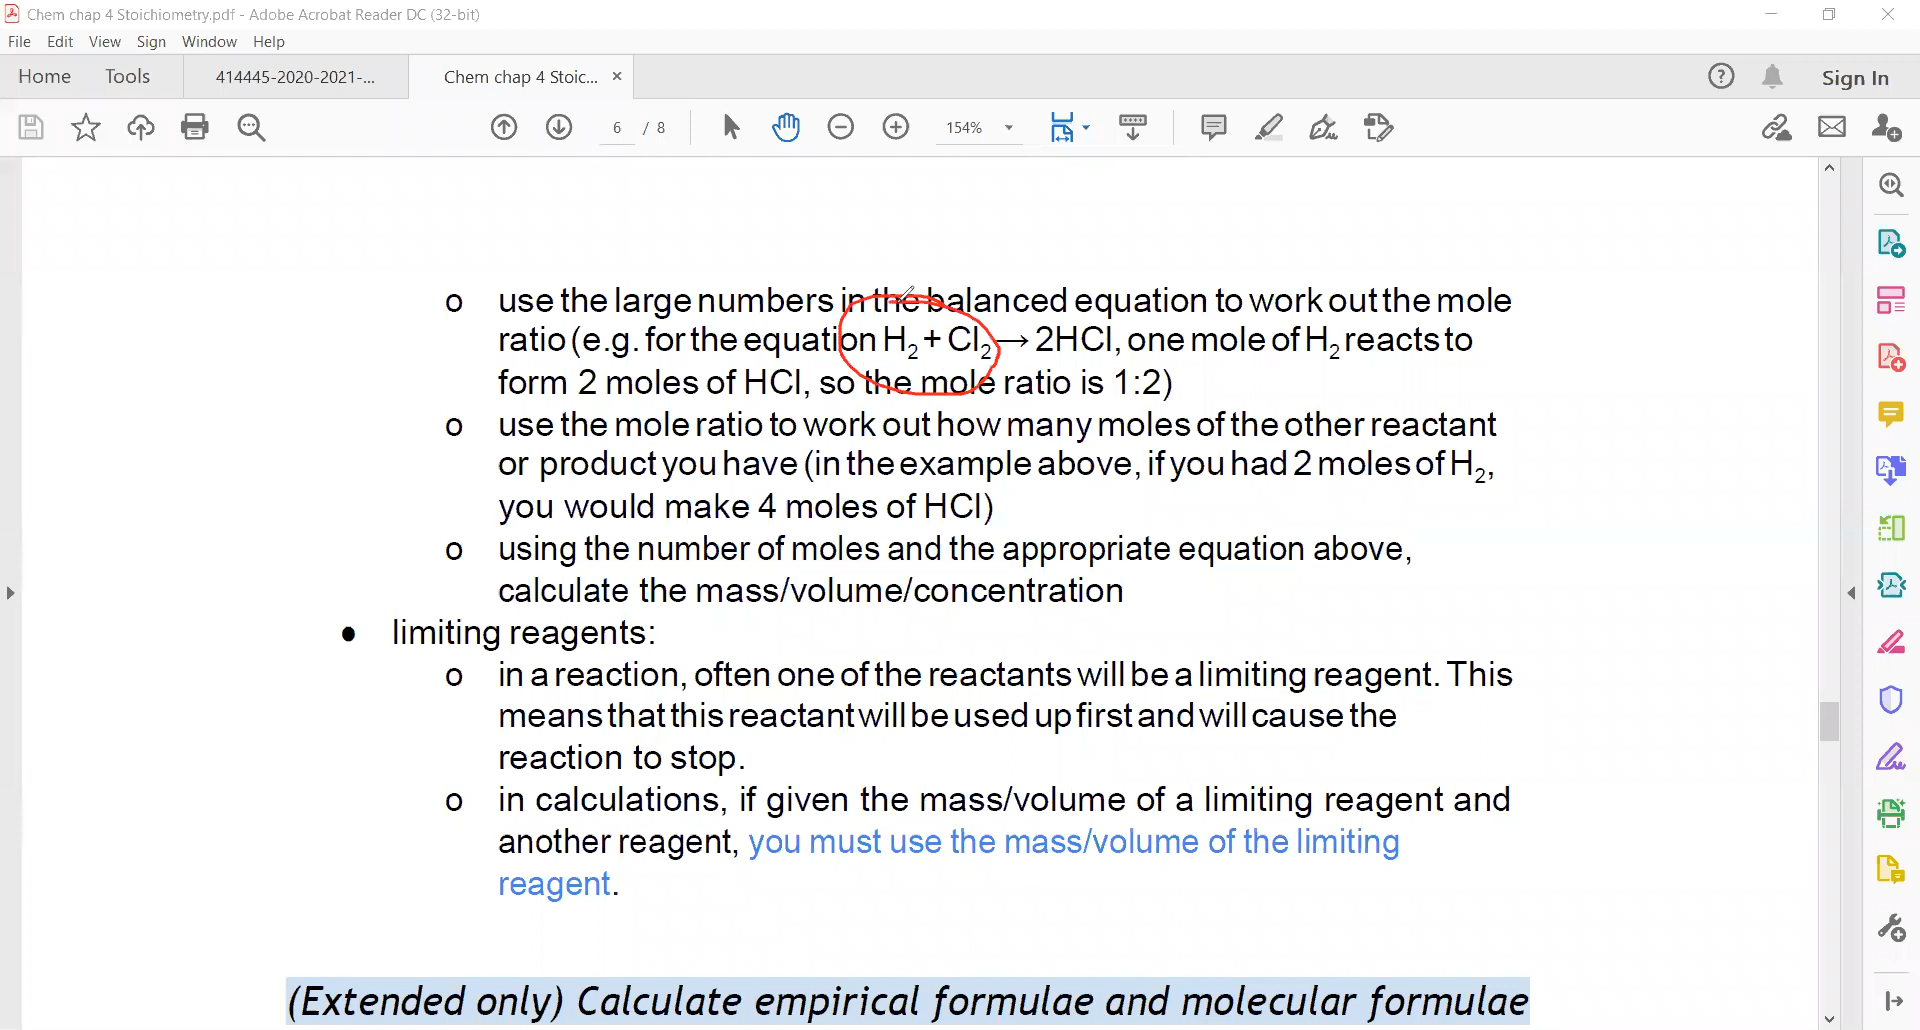 Chem chap 4 Stoichiometry.pdf - Adobe Acrobat Reader DC (32-bit)
File Edit View Sign Window Help
Home Tools 414445-2020-2021-... Chem chap 4 Stoic... × Sign In
6 / 8 154%
o use the large numbers in the balanced equation to work out the mole
ratio (e.g. for the equation H₂ + Cl₂ → 2HCl, one mole of H₂ reacts to
form 2 moles of HCl, so the mole ratio is 1:2)
o use the mole ratio to work out how many moles of the other reactant
or product you have (in the example above, if you had 2 moles of H₂,
you would make 4 moles of HCl)
o using the number of moles and the appropriate equation above,
calculate the mass/volume/concentration
● limiting reagents:
o in a reaction, often one of the reactants will be a limiting reagent. This
means that this reactant will be used up first and will cause the
reaction to stop.
o in calculations, if given the mass/volume of a limiting reagent and
another reagent, you must use the mass/volume of the limiting
reagent.
(Extended only) Calculate empirical formulae and molecular formulae